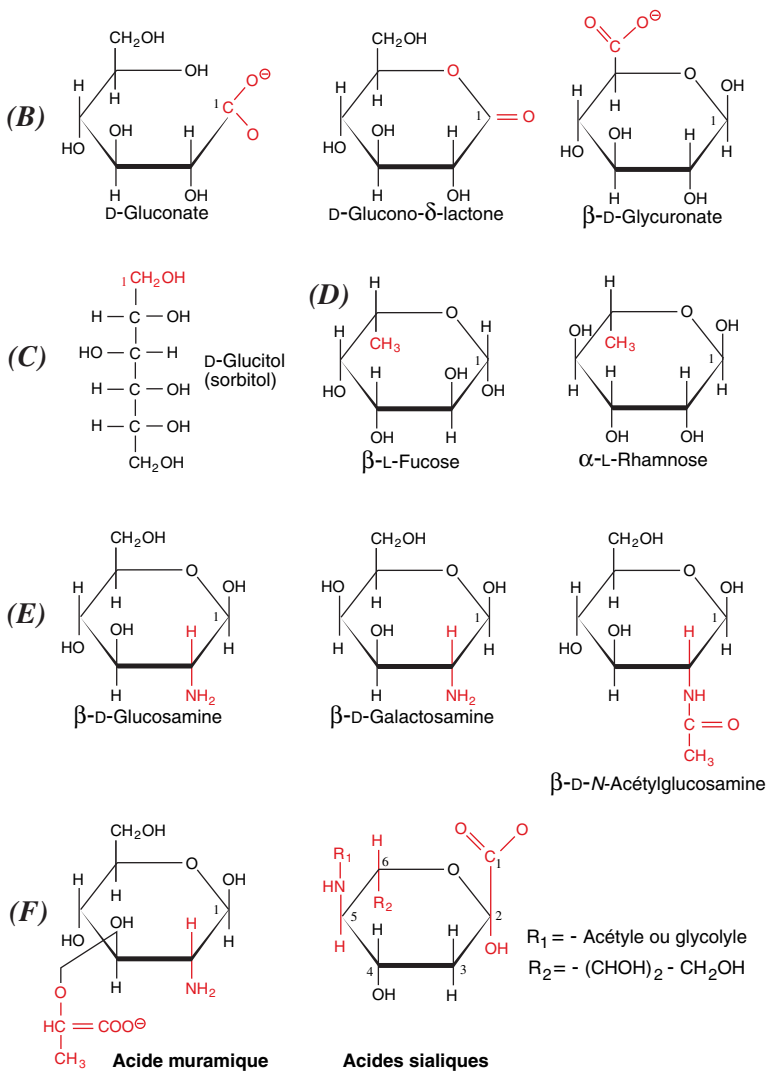 (B)
CH2OH
OH
H
H
OH
H
HO
H
OH
1
C
O⊖
O
D-Gluconate
CH2OH
O
H
H
OH
H
HO
H
OH
1
O
D-Glucono-δ-lactone
O
O⊖
C
H
O
H
OH
H
HO
H
OH
OH
1
H
β-D-Glycuronate
(C)
1 CH2OH
H – C – OH
HO – C – H
H – C – OH
H – C – OH
CH2OH
D-Glucitol
(sorbitol)
(D)
H
O
H
CH3
H
H
OH
1
HO
OH
OH
H
β-L-Fucose
H
O
OH
CH3
OH
H
H
H
1
H
OH
OH
α-L-Rhamnose
(E)
CH2OH
O
H
H
OH
OH
H
1
HO
H
H
NH2
β-D-Glucosamine
CH2OH
O
HO
H
OH
OH
H
1
H
H
H
NH2
β-D-Galactosamine
CH2OH
O
H
H
OH
OH
H
1
HO
H
H
NH
C = O
CH3
β-D-N-Acétylglucosamine
(F)
CH2OH
O
H
H
OH
OH
H
1
HO
H
H
NH2
O
HC = COO⊖
CH3
Acide muramique
O
O
C1
H
R1
6
O
HN
R2
5
2
H
H
H
OH
4
3
OH
H
Acides sialiques
R1 = - Acétyle ou glycolyle
R2 = - (CHOH)2 - CH2OH